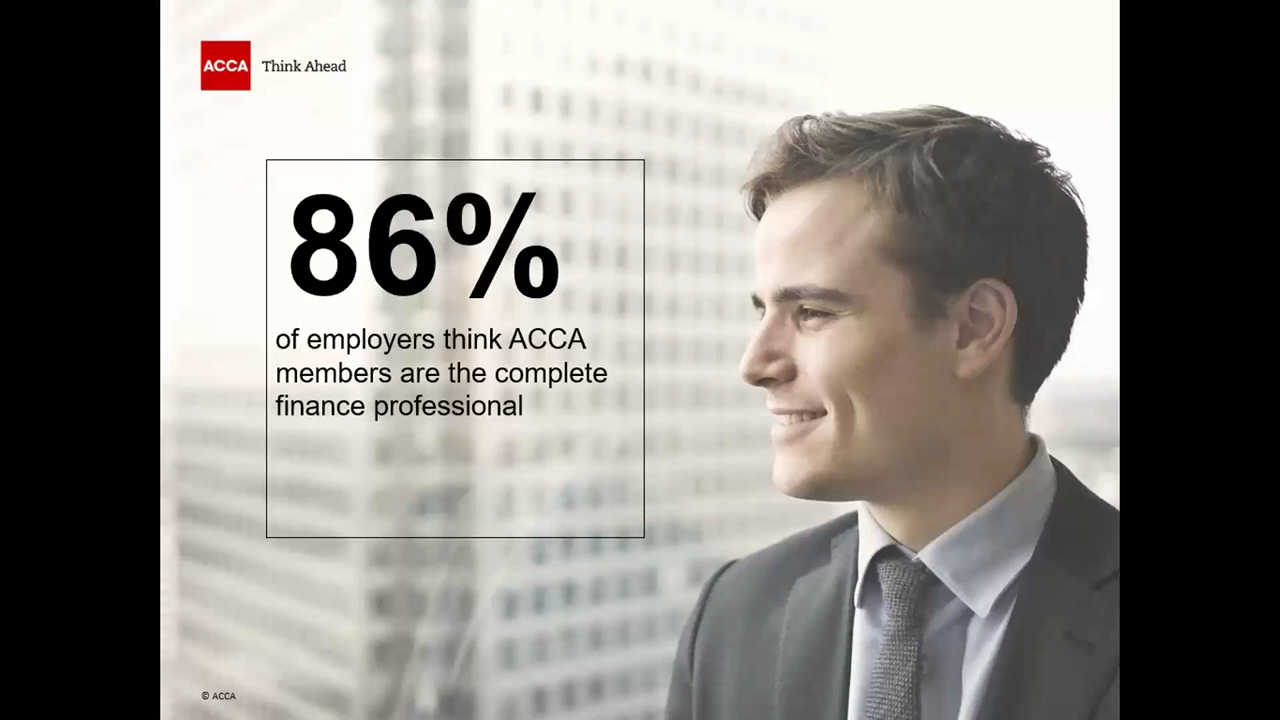 ACCA Think Ahead
86%
of employers think ACCA
members are the complete
finance professional
© ACCA